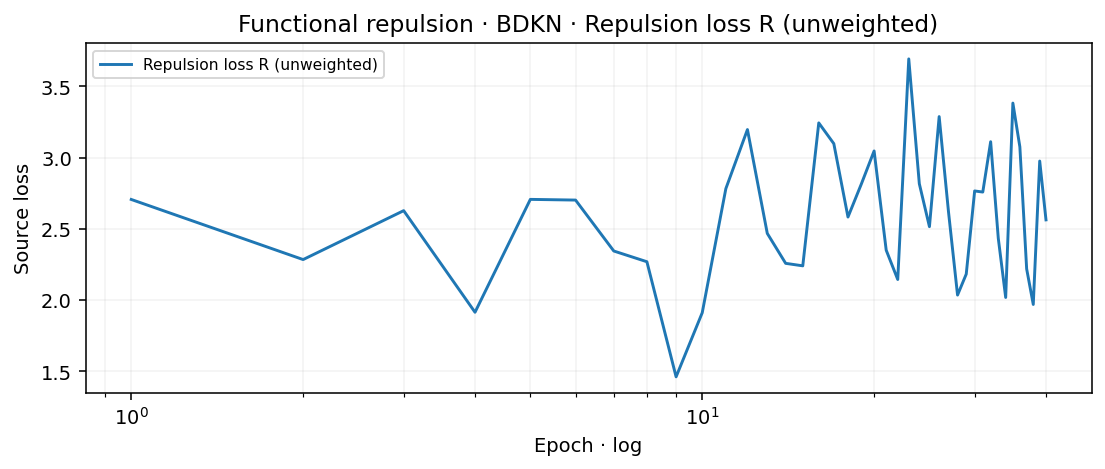 Functional repulsion · BDKN · Repulsion loss R (unweighted)
Repulsion loss R (unweighted)
Source loss
3.5
3.0
2.5
2.0
1.5
10⁰
10¹
Epoch · log